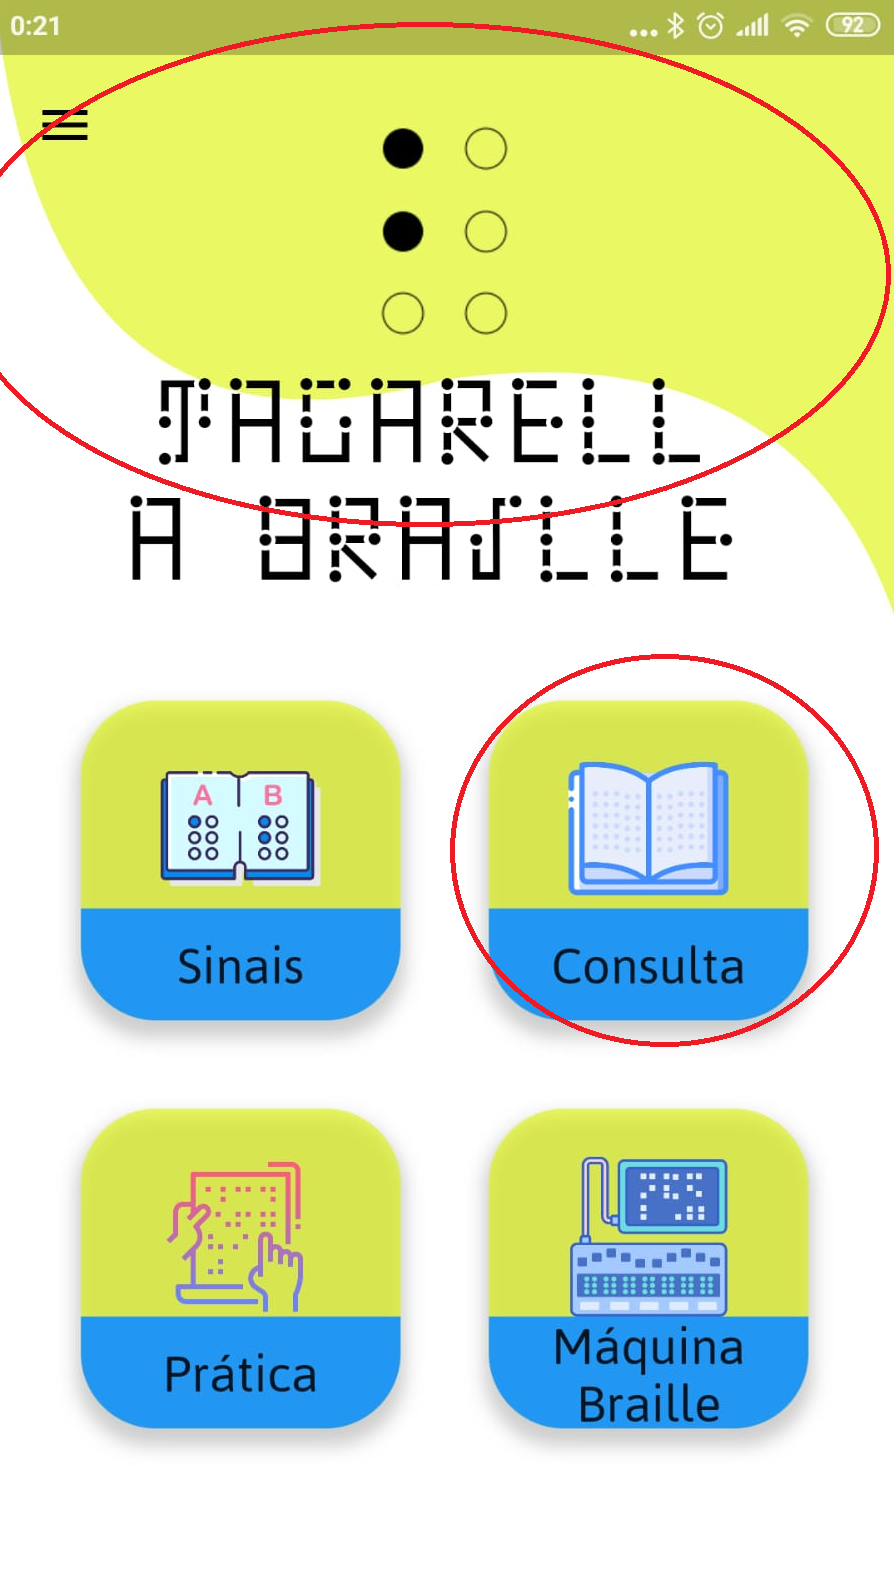 0:21
92
TAGARELL
A BRAILLE
A B
Sinais
Consulta
Prática
Máquina
Braille